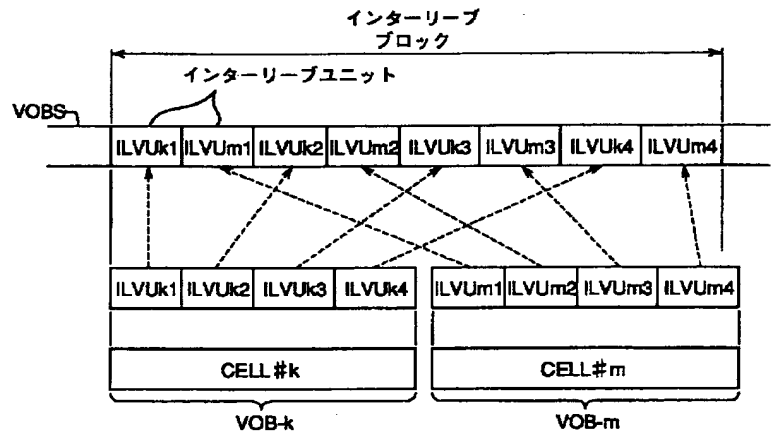 インターリーブ
ブロック
インターリーブユニット
VOBS
ILVUk1 ILVUm1 ILVUk2 ILVUm2 ILVUk3 ILVUm3 ILVUk4 ILVUm4
ILVUk1 ILVUk2 ILVUk3 ILVUk4 ILVUm1 ILVUm2 ILVUm3 ILVUm4
CELL#k CELL#m
VOB-k VOB-m